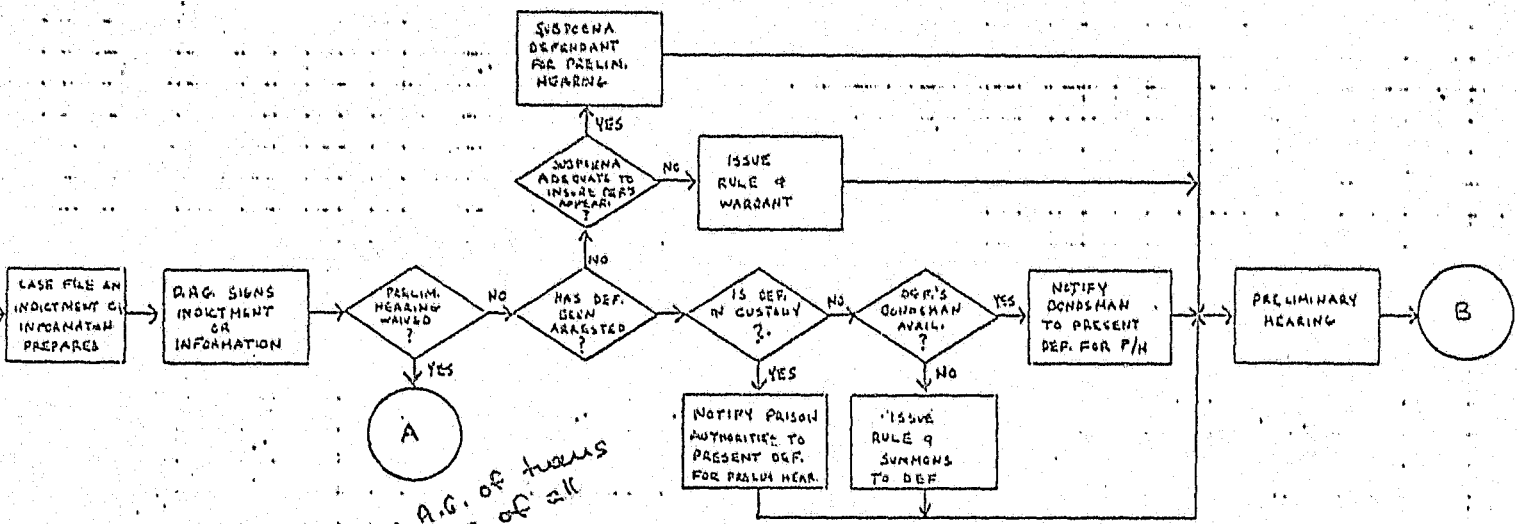 SUBPOENA
DEFENDANT
FOR PRELIM.
HEARING
YES
SUBPOENA
ADEQUATE TO
INSURE DEF'S
APPEAR.
?
NO
ISSUE
RULE &
WARRANT
NO
CASE FILE AN
INDICTMENT
INFORMATION
PREPARED
D.A.G. SIGNS
INDICTMENT
OR
INFORMATION
PRELIM.
HEARING
WAIVED
?
NO
YES
A
HAS DEF.
BEEN
ARRESTED
?
IS DEF.
IN CUSTODY
?
NO
YES
DEF.'S
BONDSMAN
AVAIL.
?
YES
NO
NOTIFY
BONDSMAN
TO PRESENT
DEF. FOR P/H
PRELIMINARY
HEARING
B
NOTIFY PRISON
AUTHORITIES TO
PRESENT DEF.
FOR PRELIM HEAR.
ISSUE
RULE &
SUMMONS
TO DEF
A.G. of
of all